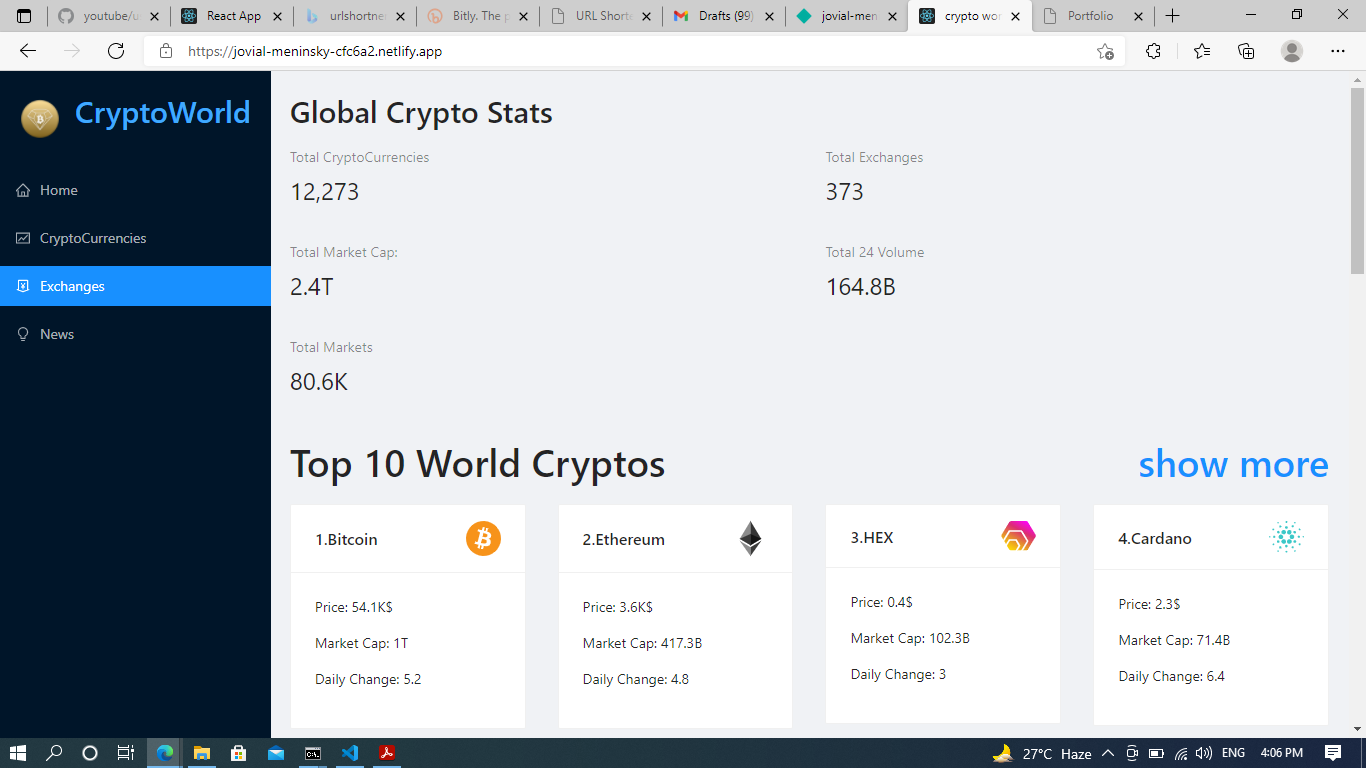 youtube/u
React App
urlshortne
Bitly. The p
URL Shorte
Drafts (99)
jovial-men
crypto wor
Portfolio
https://jovial-meninsky-cfc6a2.netlify.app
CryptoWorld
Home
CryptoCurrencies
Exchanges
News
Global Crypto Stats
Total CryptoCurrencies
Total Exchanges
12,273
373
Total Market Cap:
Total 24 Volume
2.4T
164.8B
Total Markets
80.6K
Top 10 World Cryptos
show more
1.Bitcoin
Price: 54.1K$
Market Cap: 1T
Daily Change: 5.2
2.Ethereum
Price: 3.6K$
Market Cap: 417.3B
Daily Change: 4.8
3.HEX
Price: 0.4$
Market Cap: 102.3B
Daily Change: 3
4.Cardano
Price: 2.3$
Market Cap: 71.4B
Daily Change: 6.4
27°C Haze
ENG
4:06 PM